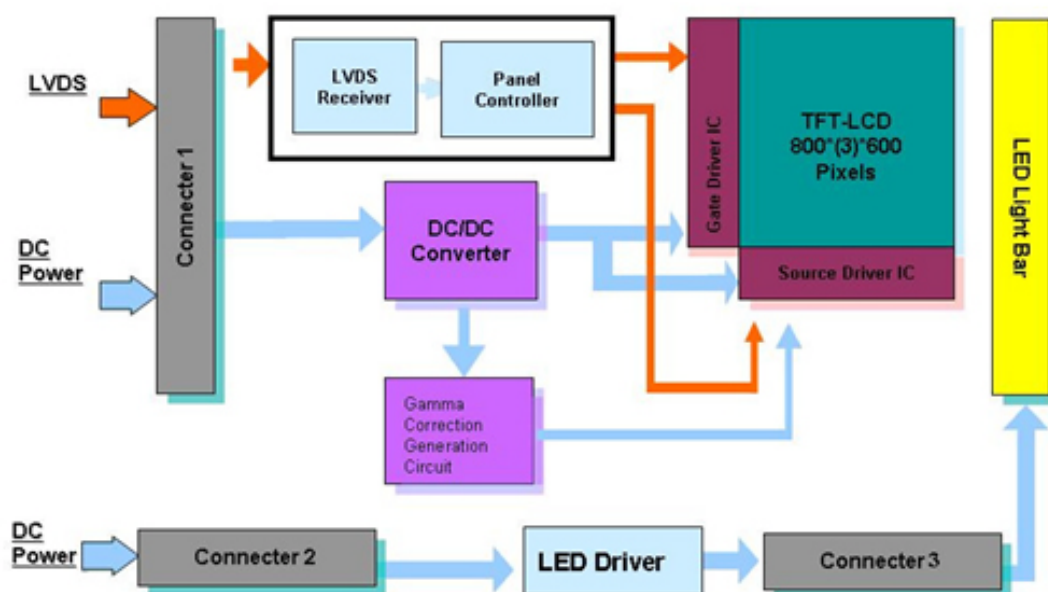 LVDS
Connecter 1
LVDS
Receiver
Panel
Controller
Gate Driver IC
TFT-LCD
800*(3)*600
Pixels
LED Light Bar
DC
Power
DC/DC
Converter
Source Driver IC
Gamma
Correction
Generation
Circuit
DC
Power
Connecter 2
LED Driver
Connecter 3